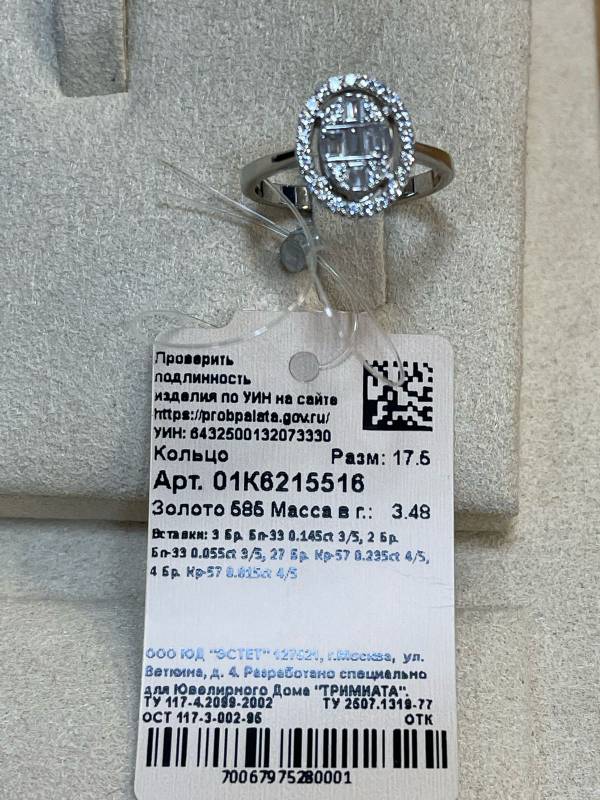 Проверить
подлинность
изделия по УИН на сайте
https://probpalata.gov.ru/
УИН: 6432500132073330
Кольцо Разм: 17.5
Арт. 01К6215516
Золото 585 Масса в г.: 3.48
Вставки: 3 Бр. Бп-33 0.145ct 3/5, 2 Бр.
Бп-33 0.055ct 3/5, 27 Бр. Кр-57 0.235ct 4/5,
4 Бр. Кр-57 0.015ct 4/5
ООО ЮД "ЭСТЕТ" 127521, г.Москва, ул.
Веткина, д. 4. Разработано специально
для Ювелирного Дома "ТРИМИАТА".
ТУ 117-4.2099-2002 ТУ 2607.1319-77
ОСТ 117-3-002-95 ОТК
7006797528​0001